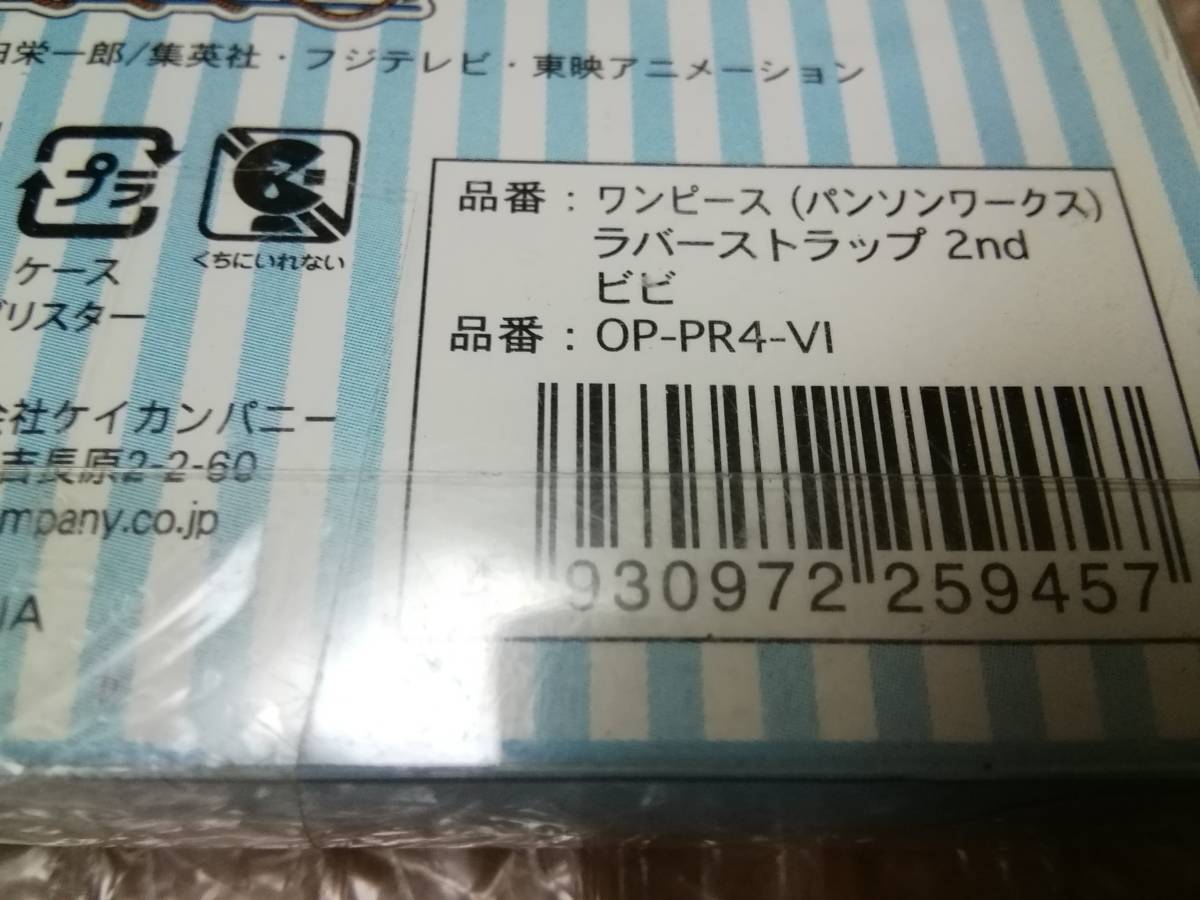 田栄一郎/集英社・フジテレビ・東映アニメーション
プラ
くちにいれない
ケース
ブリスター
会社ケイカンパニー
吉長原2-2-60
mpany.co.jp
品番：ワンピース（パンソンワークス）
ラバーストラップ 2nd
ビビ
品番：OP-PR4-VI
930972 259457